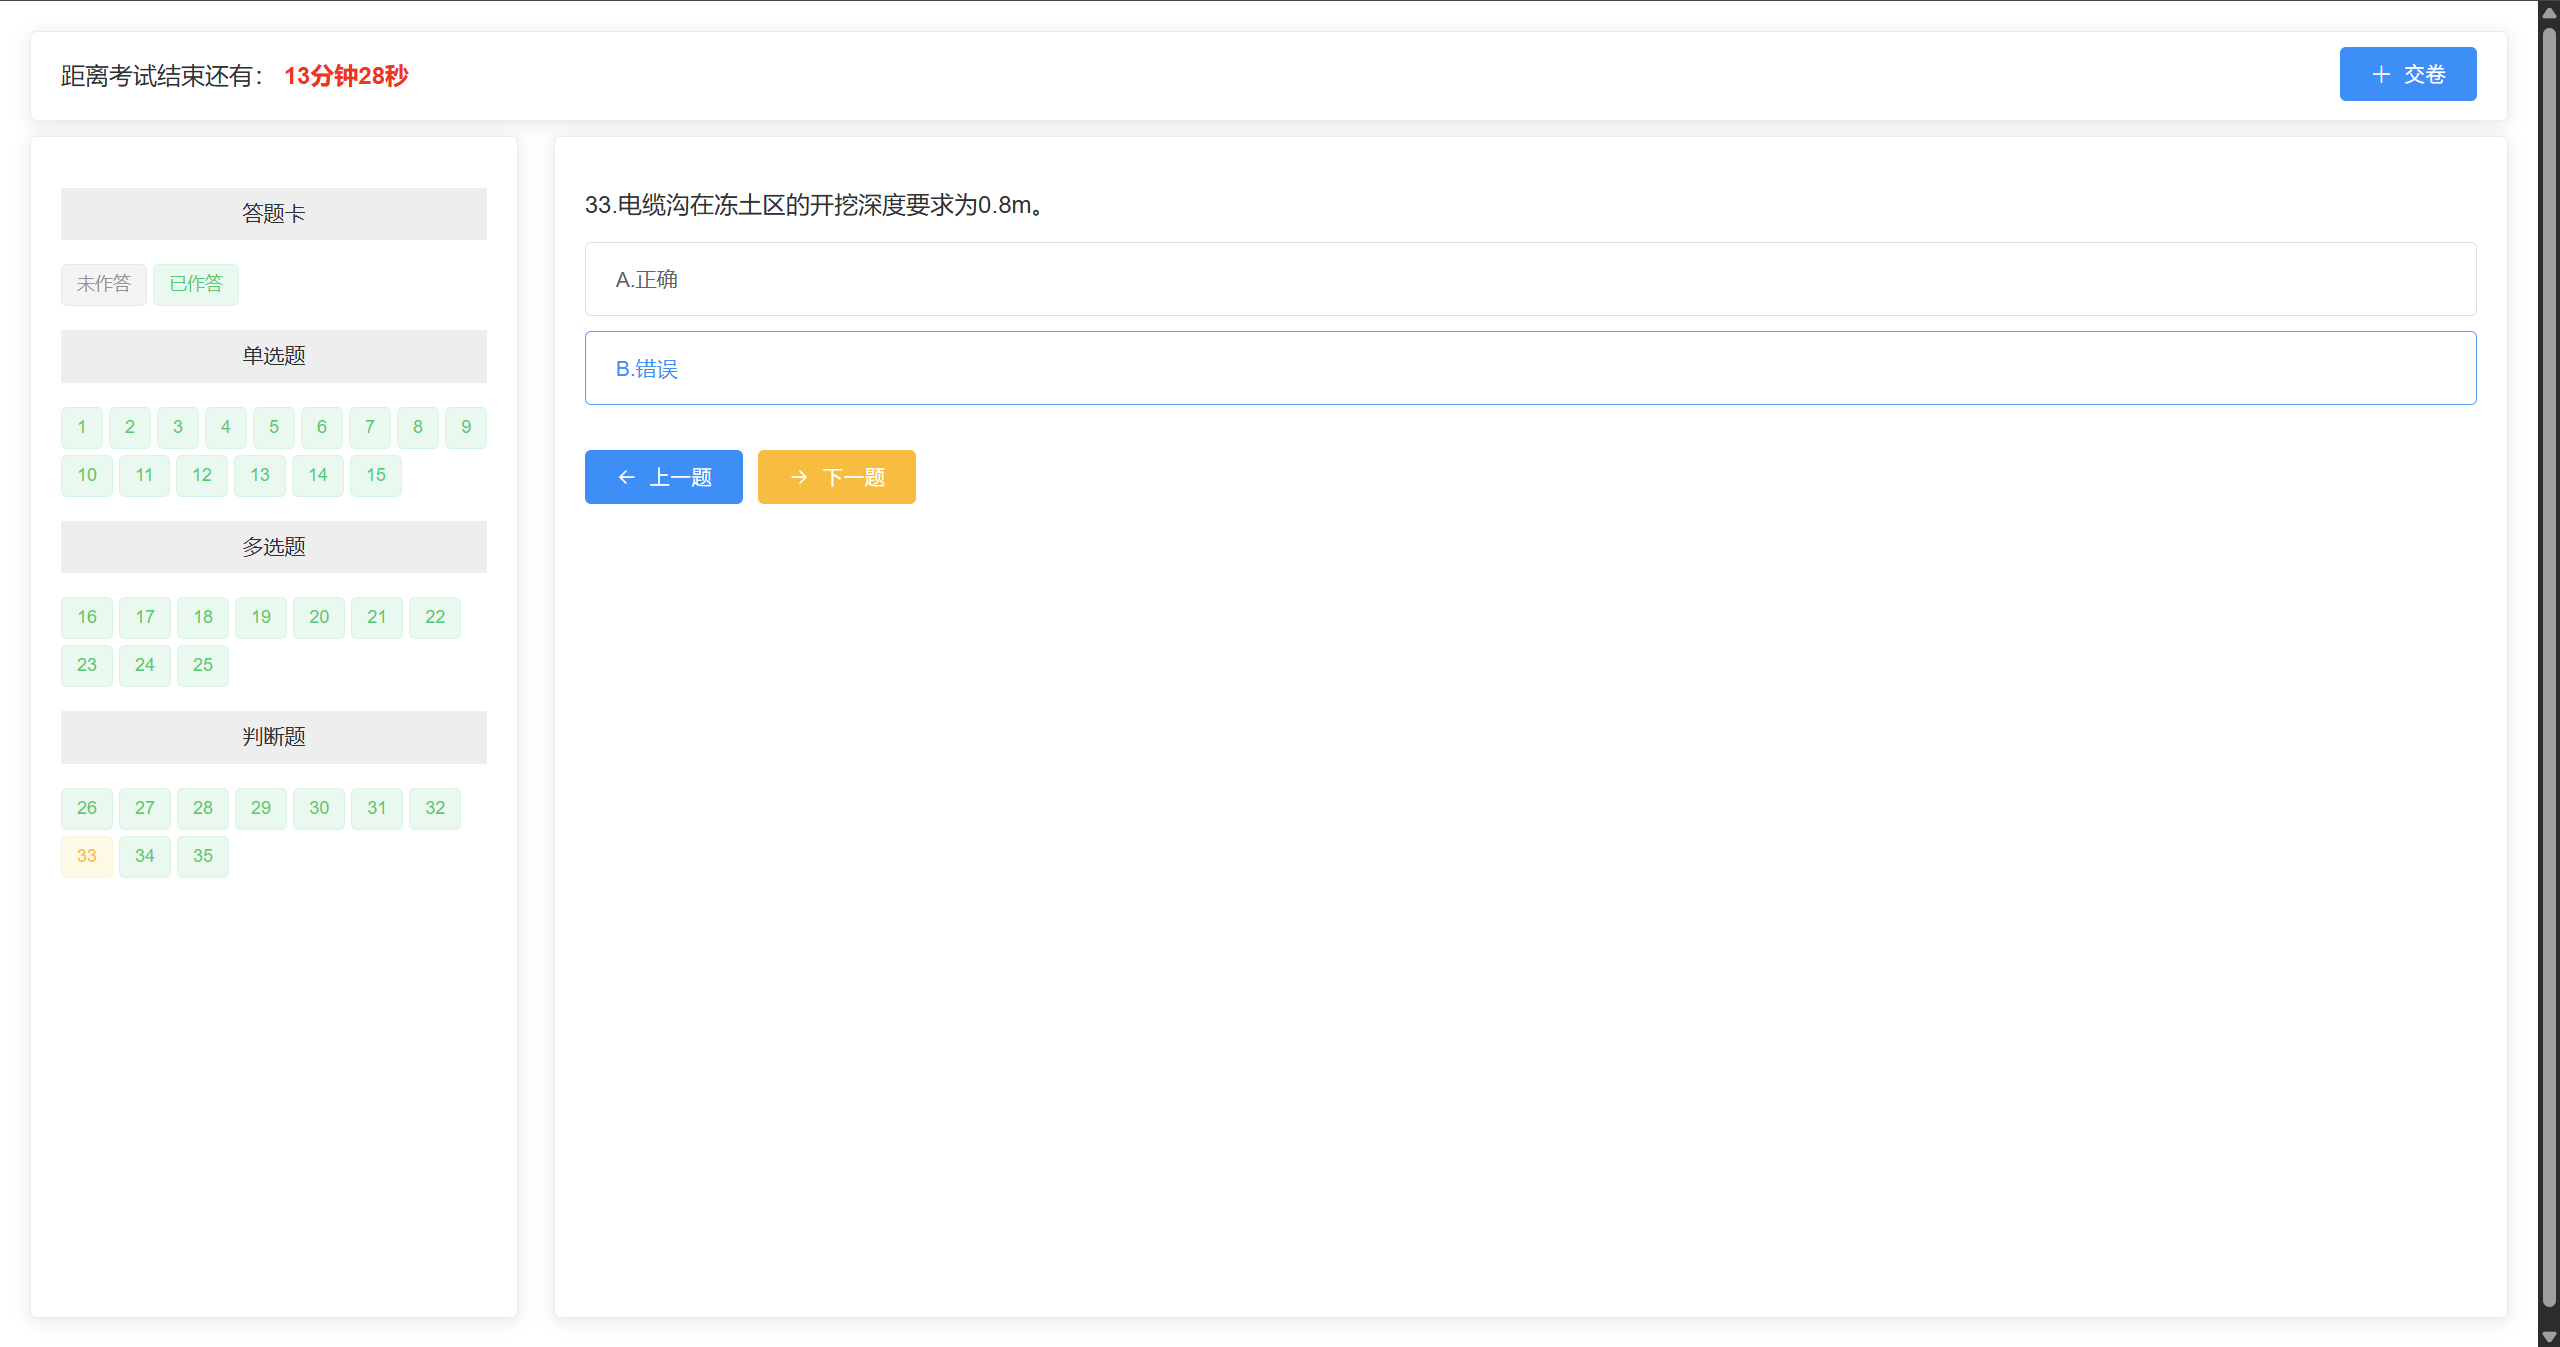 距离考试结束还有： 13分钟28秒
交卷
答题卡
未作答 已作答
单选题
1 2 3 4 5 6 7 8 9
10 11 12 13 14 15
多选题
16 17 18 19 20 21 22
23 24 25
判断题
26 27 28 29 30 31 32
33 34 35
33.电缆沟在冻土区的开挖深度要求为0.8m。
A.正确
B.错误
上一题 下一题